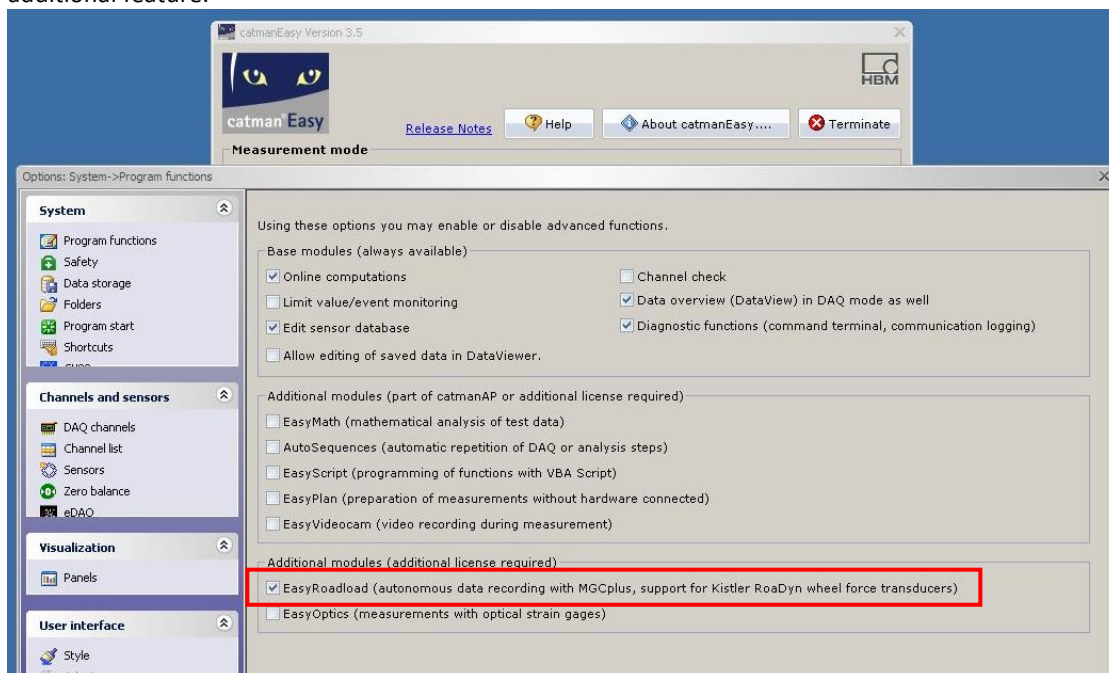 additional feature.
catmanEasy Version 3.5
HBM
catman Easy
Release Notes
Help
About catmanEasy....
Terminate
Measurement mode
Options: System->Program functions
System
Program functions
Safety
Data storage
Folders
Program start
Shortcuts
Channels and sensors
DAQ channels
Channel list
Sensors
Zero balance
eDAQ
Visualization
Panels
User interface
Style
Using these options you may enable or disable advanced functions.
Base modules (always available)
Online computations
Channel check
Limit value/event monitoring
Data overview (DataView) in DAQ mode as well
Edit sensor database
Diagnostic functions (command terminal, communication logging)
Allow editing of saved data in DataViewer.
Additional modules (part of catmanAP or additional license required)
EasyMath (mathematical analysis of test data)
AutoSequences (automatic repetition of DAQ or analysis steps)
EasyScript (programming of functions with VBA Script)
EasyPlan (preparation of measurements without hardware connected)
EasyVideocam (video recording during measurement)
Additional modules (additional license required)
EasyRoadload (autonomous data recording with MGCplus, support for Kistler RoaDyn wheel force transducers)
EasyOptics (measurements with optical strain gages)